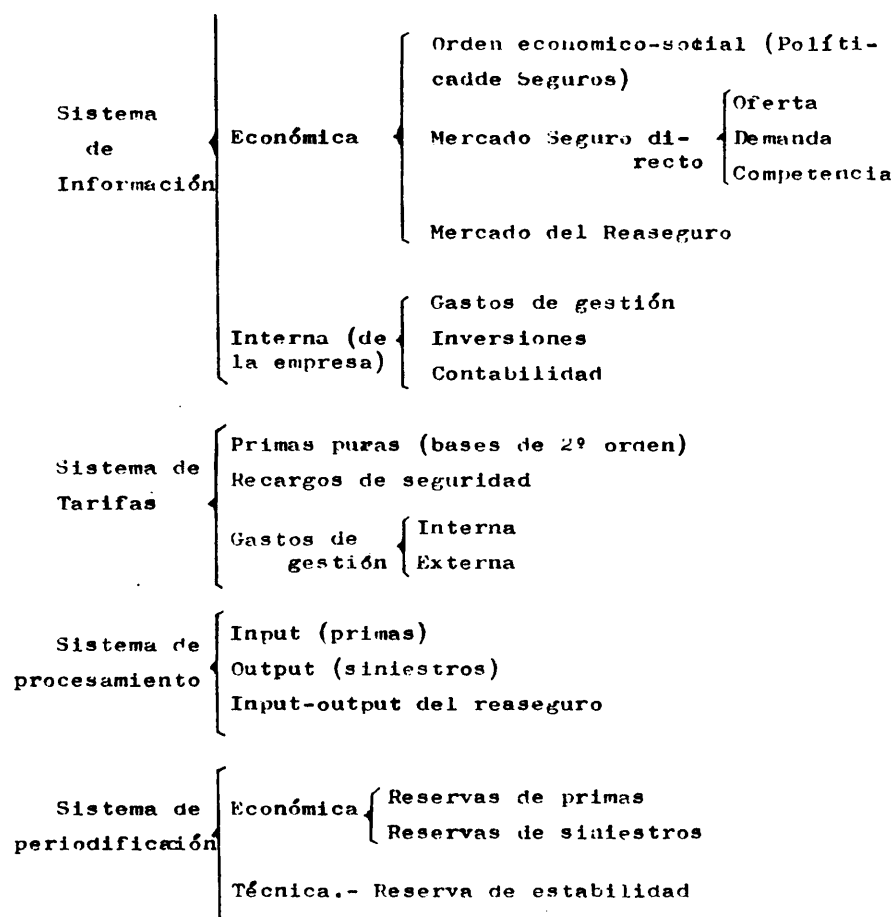 Sistema
de
Información
Económica
Orden economico-sodial (Políti-
cadde Seguros)
Mercado Seguro di-
recto
Oferta
Demanda
Competencia
Mercado del Reaseguro
Interna (de
la empresa)
Gastos de gestión
Inversiones
Contabilidad
Sistema de
Tarifas
Primas puras (bases de 2º orden)
Recargos de seguridad
Gastos de
gestión
Interna
Externa
Sistema de
procesamiento
Input (primas)
Output (siniestros)
Input-output del reaseguro
Sistema de
periodificación
Económica
Reservas de primas
Reservas de siniestros
Técnica.- Reserva de estabilidad